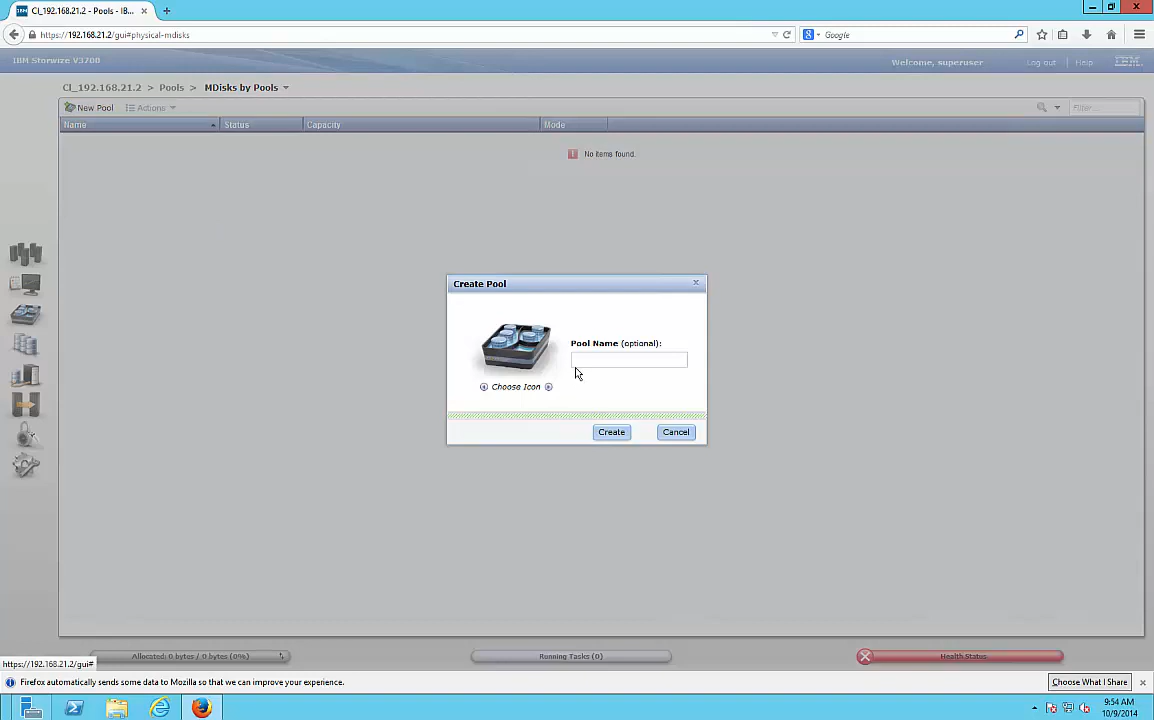 CI_192.168.21.2 - Pools - IB...
https://192.168.21.2/gui#physical-mdisks
Google
IBM Storwize V3700
Welcome, superuser
Log out
Help
IBM
CI_192.168.21.2 > Pools > MDisks by Pools
New Pool
Actions
Filter...
Name
Status
Capacity
Mode
No items found.
Create Pool
Pool Name (optional):
Choose Icon
Create
Cancel
https://192.168.21.2/gui#
Allocated: 0 bytes / 0 bytes (0%)
Running Tasks (0)
Health Status
Firefox automatically sends some data to Mozilla so that we can improve your experience.
Choose What I Share
9:54 AM
10/9/2014